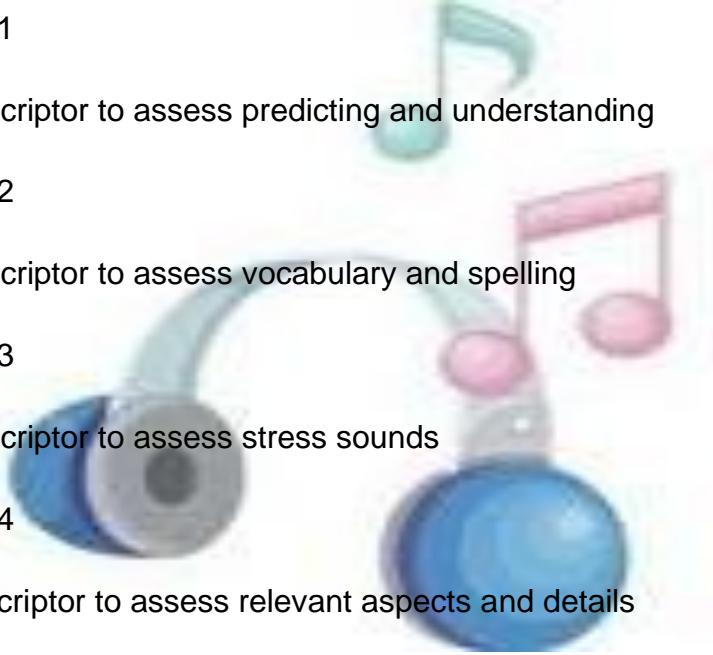 1
criptor to assess predicting and understanding
2
criptor to assess vocabulary and spelling
3
criptor to assess stress sounds
4
criptor to assess relevant aspects and details